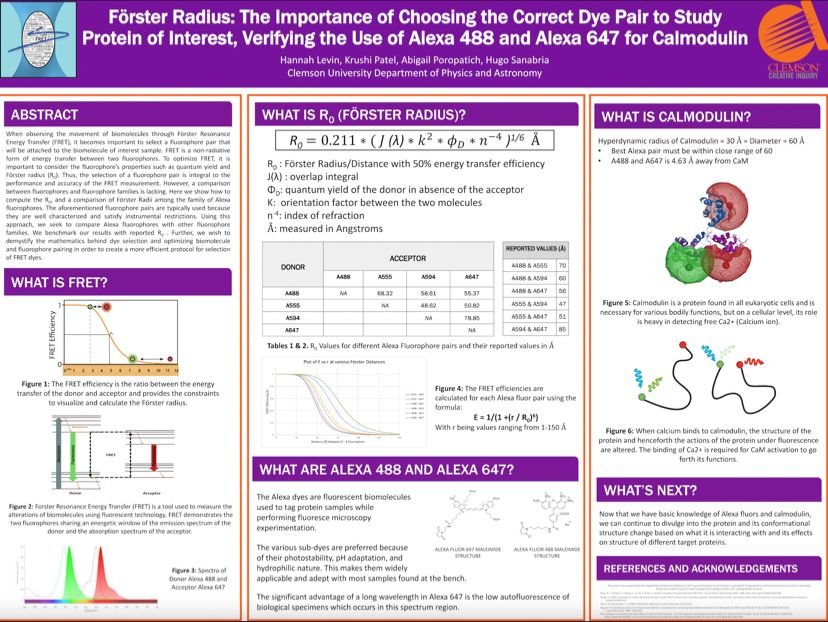 Förster Radius: The Importance of Choosing the Correct Dye Pair to Study
Protein of Interest, Verifying the Use of Alexa 488 and Alexa 647 for Calmodulin
Hannah Levin, Krushi Patel, Abigail Poropatich, Hugo Sanabria
Clemson University Department of Physics and Astronomy
CLEMSON
CREATIVE INQUIRY
ABSTRACT
When observing the movement of biomolecules through Förster Resonance
Energy Transfer (FRET), it becomes important to select a fluorophore pair that
will be attached to the biomolecule of interest sample. FRET is a non-radiative
form of energy transfer between two fluorophores. To optimize FRET, it is
important to consider the fluorophore's properties such as quantum yield and
Förster radius (R₀). Thus, the selection of a fluorophore pair is integral to the
performance and accuracy of the FRET measurement. However, a comparison
between fluorophores and fluorophore families is lacking. Here we show how to
compute the R₀, and a comparison of Förster Radii among the family of Alexa
fluorophores. The aforementioned fluorophore pairs are typically used because
they are well characterized and satisfy instrumental restrictions. Using this
approach, we seek to compare Alexa fluorophores with other fluorophore
families. We benchmark our results with reported R₀ . Further, we wish to
demystify the mathematics behind dye selection and optimizing biomolecule
and fluorophore pairing in order to create a more efficient protocol for selection
of FRET dyes.
WHAT IS FRET?
FRET Efficiency
1
0
1 2 3 4 5 6 7 8 9 10 11 12
Figure 1: The FRET efficiency is the ratio between the energy
transfer of the donor and acceptor and provides the constraints
to visualize and calculate the Förster radius.
FRET
Donor Acceptor
Figure 2: Forster Resonance Energy Transfer (FRET) is a tool used to measure the
alterations of biomolecules using fluorescent technology. FRET demonstrates the
two fluorophores sharing an energetic window of the emission spectrum of the
donor and the absorption spectrum of the acceptor.
Figure 3: Spectra of
Donor Alexa 488 and
Acceptor Alexa 647
WHAT IS R₀ (FÖRSTER RADIUS)?
R₀ = 0.211 * ( J (λ) * k² * ϕ_D * n⁻⁴ )^1/6 Å
R₀ : Förster Radius/Distance with 50% energy transfer efficiency
J(λ) : overlap integral
Φ_D: quantum yield of the donor in absence of the acceptor
K: orientation factor between the two molecules
n⁻⁴: index of refraction
Å: measured in Angstroms
DONOR ACCEPTOR
A488 A555 A594 A647
A488 NA 68.32 58.61 55.37
A555 NA 48.62 50.82
A594 NA 78.85
A647 NA
REPORTED VALUES (Å)
A488 & A555 70
A488 & A594 60
A488 & A647 56
A555 & A594 47
A555 & A647 51
A594 & A647 85
Tables 1 & 2. R₀ Values for different Alexa Fluorophore pairs and their reported values in Å
Plot of E vs r at various Förster Distances
Figure 4: The FRET efficiencies are
calculated for each Alexa fluor pair using the
formula:
E = 1/(1 +(r / R₀)⁶)
With r being values ranging from 1-150 Å
WHAT ARE ALEXA 488 AND ALEXA 647?
The Alexa dyes are fluorescent biomolecules
used to tag protein samples while
performing fluoresce microscopy
experimentation.
The various sub-dyes are preferred because
of their photostability, pH adaptation, and
hydrophilic nature. This makes them widely
applicable and adept with most samples found at the bench.
The significant advantage of a long wavelength in Alexa 647 is the low autofluorescence of
biological specimens which occurs in this spectrum region.
ALEXA FLUOR 647 MALEIMIDE
STRUCTURE
ALEXA FLUOR 488 MALEIMIDE
STRUCTURE
WHAT IS CALMODULIN?
Hyperdynamic radius of Calmodulin = 30 Å = Diameter = 60 Å
• Best Alexa pair must be within close range of 60
• A488 and A647 is 4.63 Å away from CaM
Figure 5: Calmodulin is a protein found in all eukaryotic cells and is
necessary for various bodily functions, but on a cellular level, its role
is heavy in detecting free Ca2+ (Calcium ion).
Figure 6: When calcium binds to calmodulin, the structure of the
protein and henceforth the actions of the protein under fluorescence
are altered. The binding of Ca2+ is required for CaM activation to go
forth its functions.
WHAT'S NEXT?
Now that we have basic knowledge of Alexa fluors and calmodulin,
we can continue to divulge into the protein and its conformational
structure change based on what it is interacting with and its effects
on structure of different target proteins.
REFERENCES AND ACKNOWLEDGEMENTS